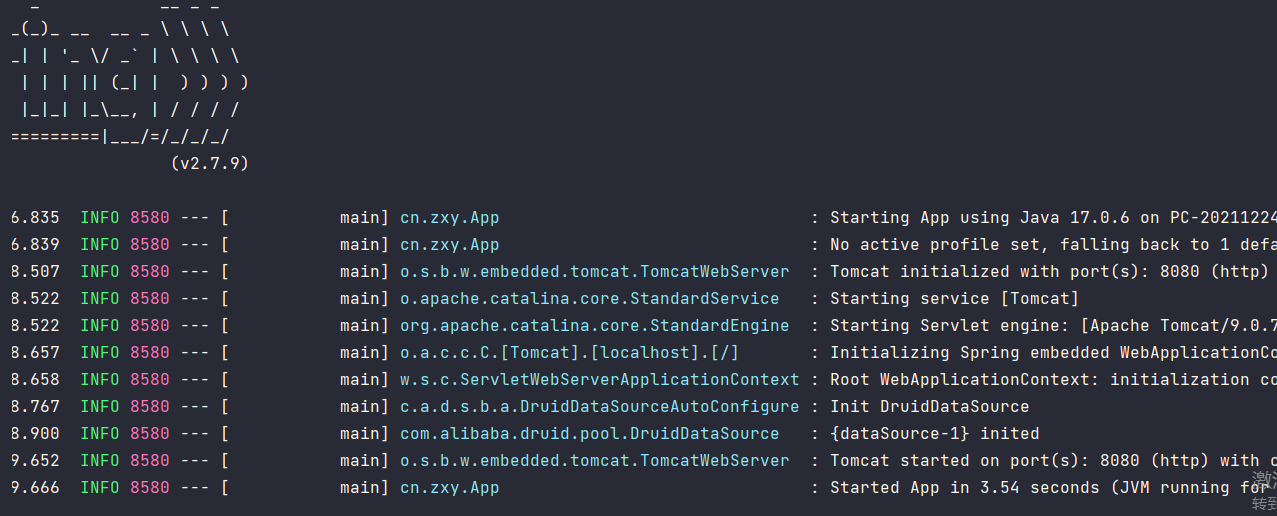 _             __ _ _
_(_)_ __  __ _ \ \ \ \
_| | '_ \/ _` | \ \ \ \
 | | | || (_| |  ) ) ) )
 |_|_| |_\__, | / / / /
=========|___/=/_/_/_/
                (v2.7.9)
6.835  INFO 8580 --- [           main] cn.zxy.App                               : Starting App using Java 17.0.6 on PC-20211224
6.839  INFO 8580 --- [           main] cn.zxy.App                               : No active profile set, falling back to 1 defa
8.507  INFO 8580 --- [           main] o.s.b.w.embedded.tomcat.TomcatWebServer  : Tomcat initialized with port(s): 8080 (http)
8.522  INFO 8580 --- [           main] o.apache.catalina.core.StandardService   : Starting service [Tomcat]
8.522  INFO 8580 --- [           main] org.apache.catalina.core.StandardEngine  : Starting Servlet engine: [Apache Tomcat/9.0.7
8.657  INFO 8580 --- [           main] o.a.c.c.C.[Tomcat].[localhost].[/]       : Initializing Spring embedded WebApplicationCo
8.658  INFO 8580 --- [           main] w.s.c.ServletWebServerApplicationContext : Root WebApplicationContext: initialization co
8.767  INFO 8580 --- [           main] c.a.d.s.b.a.DruidDataSourceAutoConfigure : Init DruidDataSource
8.900  INFO 8580 --- [           main] com.alibaba.druid.pool.DruidDataSource   : {dataSource-1} inited
9.652  INFO 8580 --- [           main] o.s.b.w.embedded.tomcat.TomcatWebServer  : Tomcat started on port(s): 8080 (http) with c
9.666  INFO 8580 --- [           main] cn.zxy.App                               : Started App in 3.54 seconds (JVM running for
激
转到